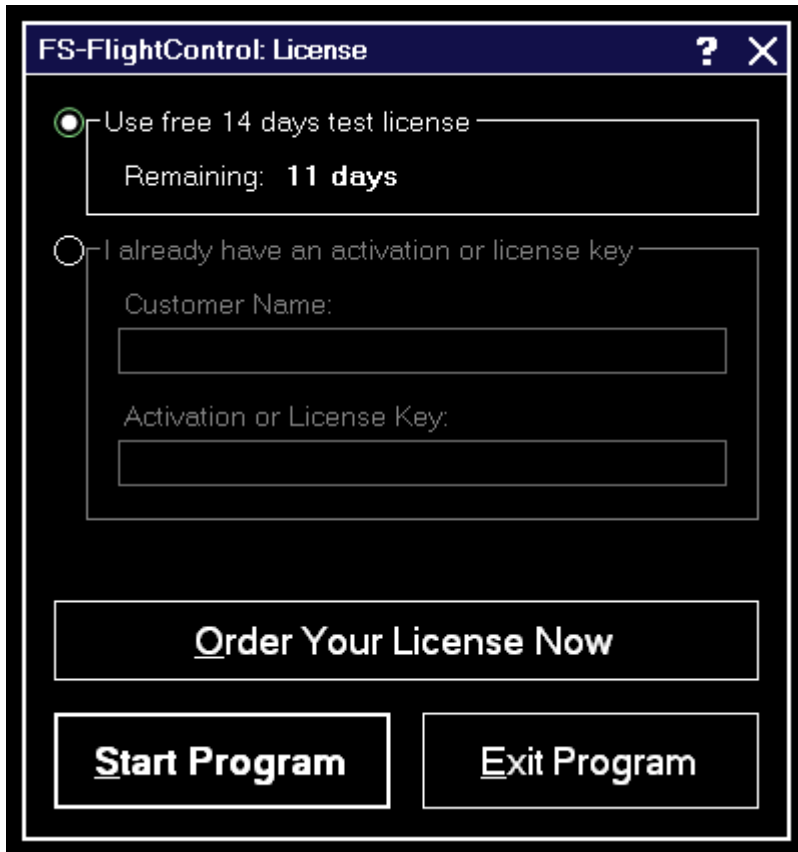 FS-FlightControl: License ?
Use free 14 days test license
Remaining: 11 days
I already have an activation or license key
Customer Name:
Activation or License Key:
Order Your License Now
Start Program
Exit Program